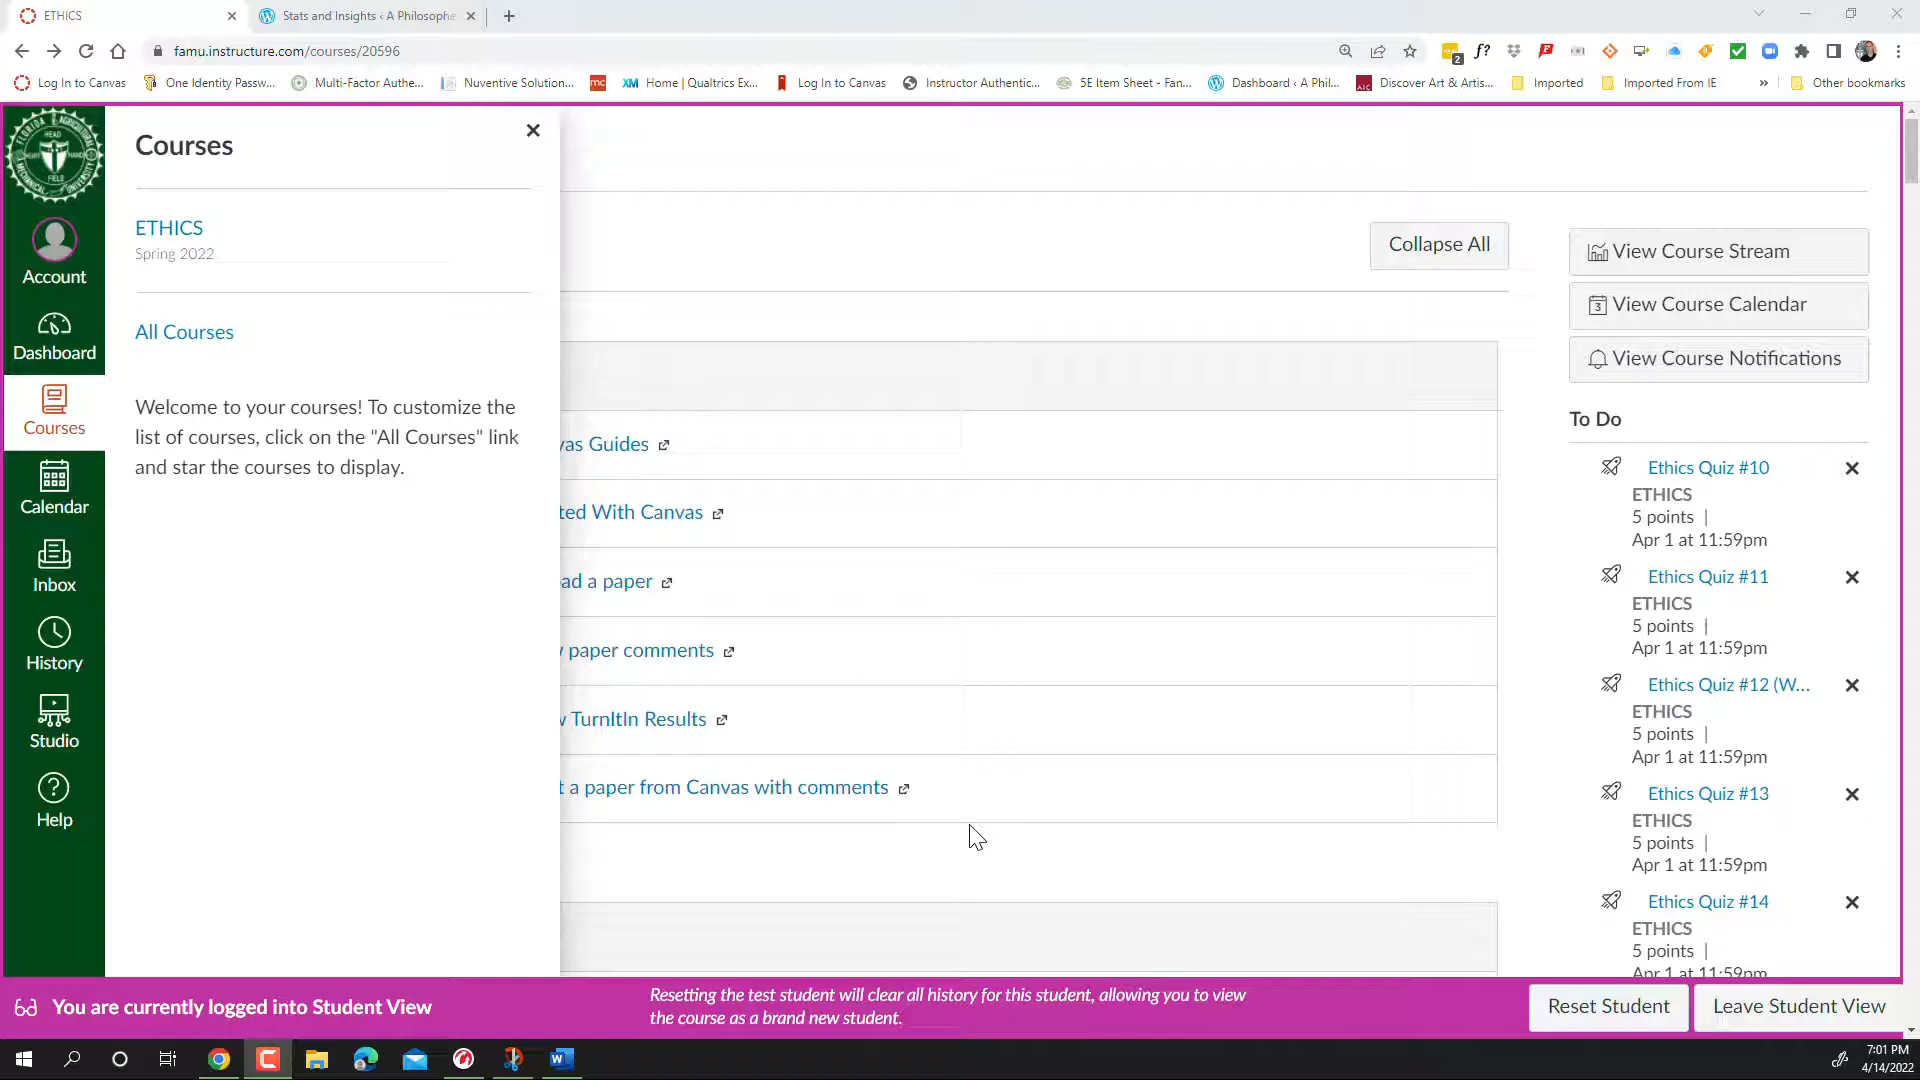 ETHICS
Stats and Insights ‹ A Philosophe
famu.instructure.com/courses/20596
2
f?
Log In to Canvas
One Identity Passw...
Multi-Factor Authe...
Nuventive Solution...
mc
XM
Home | Qualtrics Ex...
Log In to Canvas
Instructor Authentic...
5E Item Sheet - Fan...
Dashboard ‹ A Phil...
AIC
Discover Art & Artis...
Imported
Imported From IE
»
Other bookmarks
Courses
ETHICS
Spring 2022
All Courses
Welcome to your courses! To customize the
list of courses, click on the "All Courses" link
and star the courses to display.
Account
Dashboard
Courses
Calendar
Inbox
History
Studio
Help
Collapse All
vas Guides
ted With Canvas
ad a paper
paper comments
TurnItIn Results
t a paper from Canvas with comments
View Course Stream
3
View Course Calendar
View Course Notifications
To Do
Ethics Quiz #10
ETHICS
5 points |
Apr 1 at 11:59pm
Ethics Quiz #11
ETHICS
5 points |
Apr 1 at 11:59pm
Ethics Quiz #12 (W...
ETHICS
5 points |
Apr 1 at 11:59pm
Ethics Quiz #13
ETHICS
5 points |
Apr 1 at 11:59pm
Ethics Quiz #14
ETHICS
5 points |
Apr 1 at 11:59pm
You are currently logged into Student View
Resetting the test student will clear all history for this student, allowing you to view
the course as a brand new student.
Reset Student
Leave Student View
7:01 PM
4/14/2022